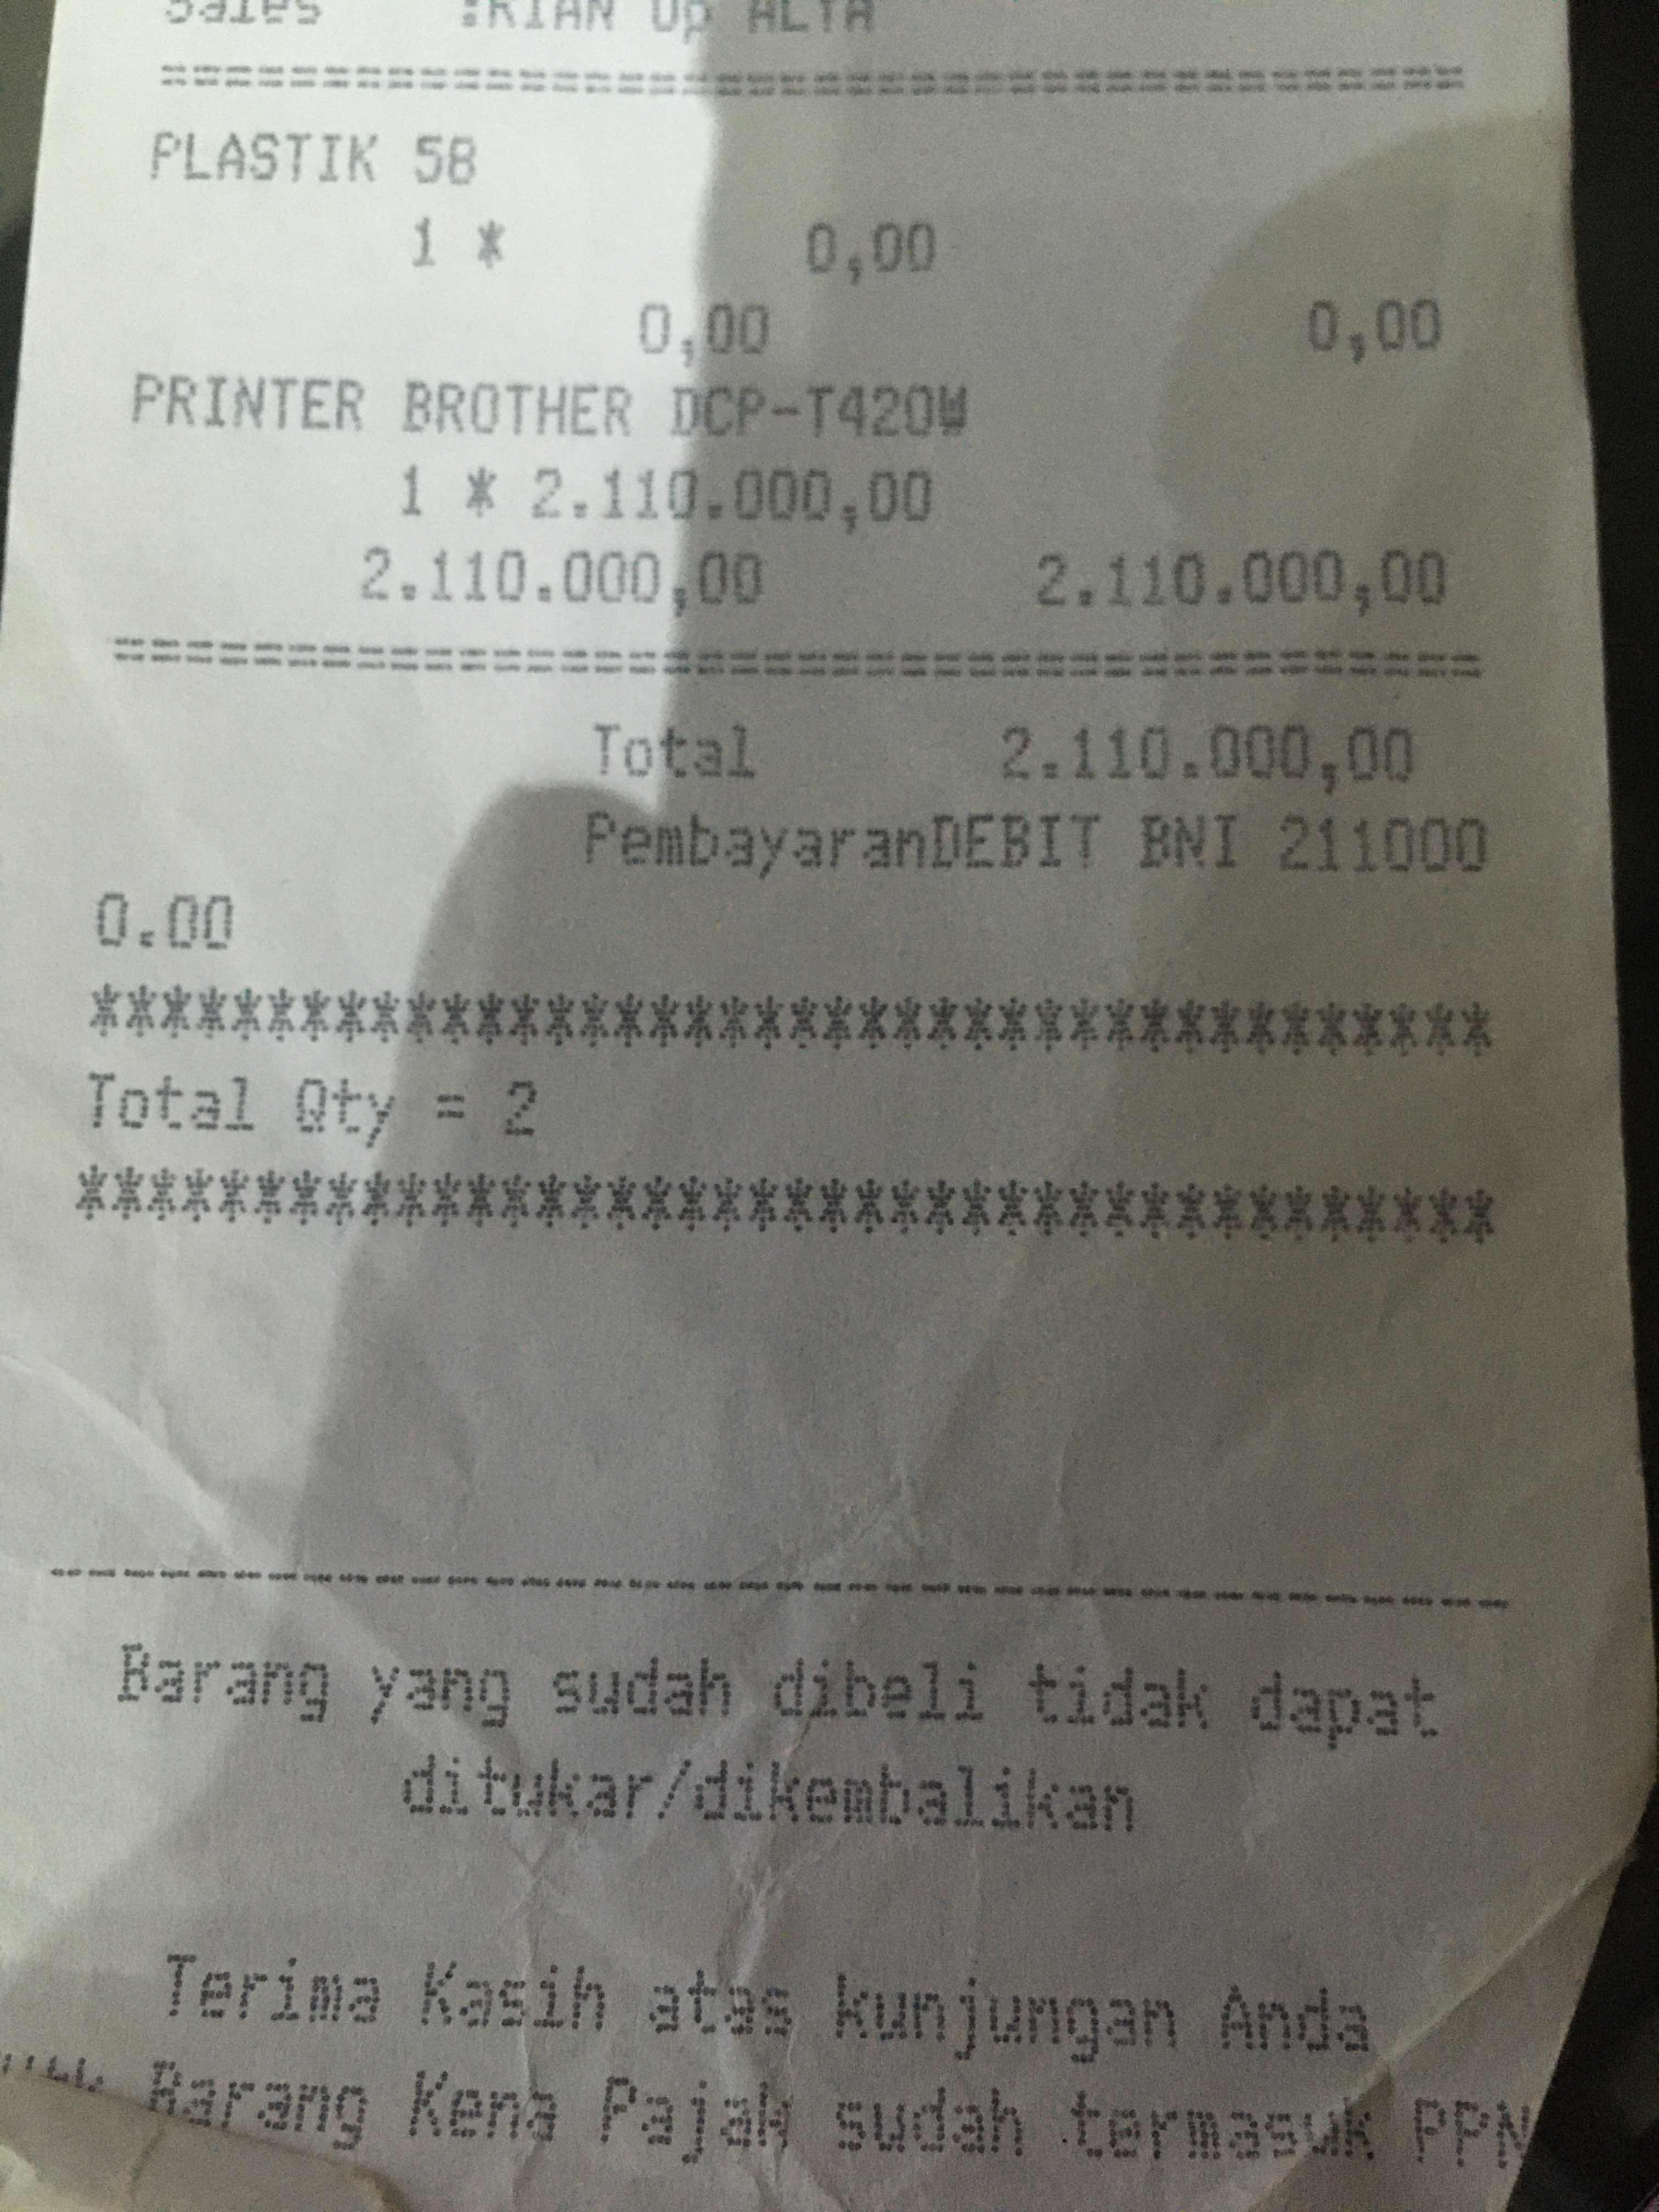 Sales :RIAN Op ALTA
==========================================
PLASTIK 58
1 * 0,00
0,00 0,00
PRINTER BROTHER DCP-T420W
1 * 2.110.000,00
2.110.000,00 2.110.000,00
==========================================
Total 2.110.000,00
PembayaranDEBIT BNI 211000
0.00
****************************************
Total Qty = 2
****************************************
----------------------------------------
Barang yang sudah dibeli tidak dapat
ditukar/dikembalikan
Terima Kasih atas Kunjungan Anda
Barang Kena Pajak sudah termasuk PPN